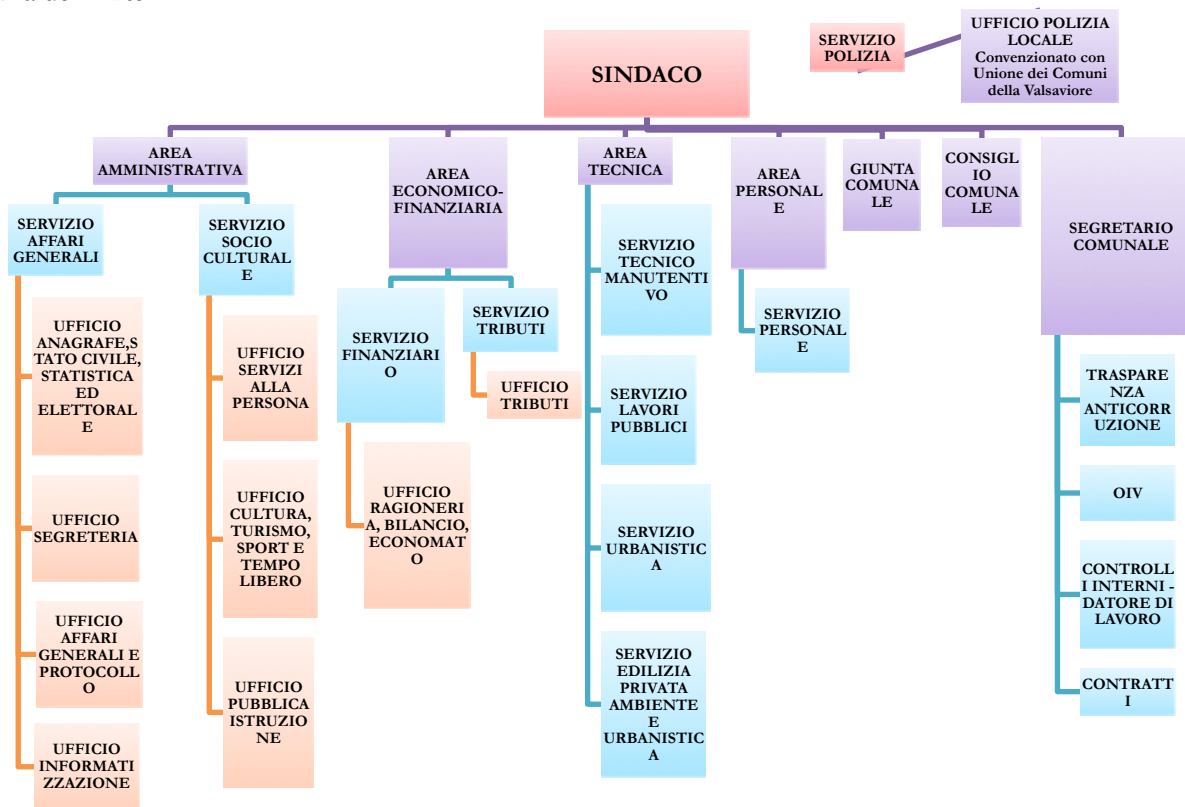 SINDACO
SERVIZIO
POLIZIA
UFFICIO POLIZIA
LOCALE
Convenzionato con
Unione dei Comuni
della Valsaviore
AREA
AMMINISTRATIVA
SERVIZIO
AFFARI
GENERALI
UFFICIO
ANAGRAFE,S
TATO CIVILE,
STATISTICA
ED
ELETTORAL
E
UFFICIO
SEGRETERIA
UFFICIO
AFFARI
GENERALI E
PROTOCOLL
O
UFFICIO
INFORMATI
ZZAZIONE
SERVIZIO
SOCIO
CULTURAL
E
UFFICIO
SERVIZI
ALLA
PERSONA
UFFICIO
CULTURA,
TURISMO,
SPORT E
TEMPO
LIBERO
UFFICIO
PUBBLICA
ISTRUZIO
NE
AREA
ECONOMICO-
FINANZIARIA
SERVIZIO
FINANZIARI
O
UFFICIO
RAGIONERI
A, BILANCIO,
ECONOMAT
O
SERVIZIO
TRIBUTI
UFFICIO
TRIBUTI
AREA
TECNICA
SERVIZIO
TECNICO
MANUTENTI
VO
SERVIZIO
LAVORI
PUBBLICI
SERVIZIO
URBANISTIC
A
SERVIZIO
EDILIZIA
PRIVATA
AMBIENTE
E
URBANISTIC
A
AREA
PERSONAL
E
SERVIZIO
PERSONAL
E
GIUNTA
COMUNA
LE
CONSIGL
IO
COMUNA
LE
SEGRETARIO
COMUNALE
TRASPARE
NZA
ANTICORR
UZIONE
OIV
CONTROLL
I INTERNI -
DATORE DI
LAVORO
CONTRATT
I